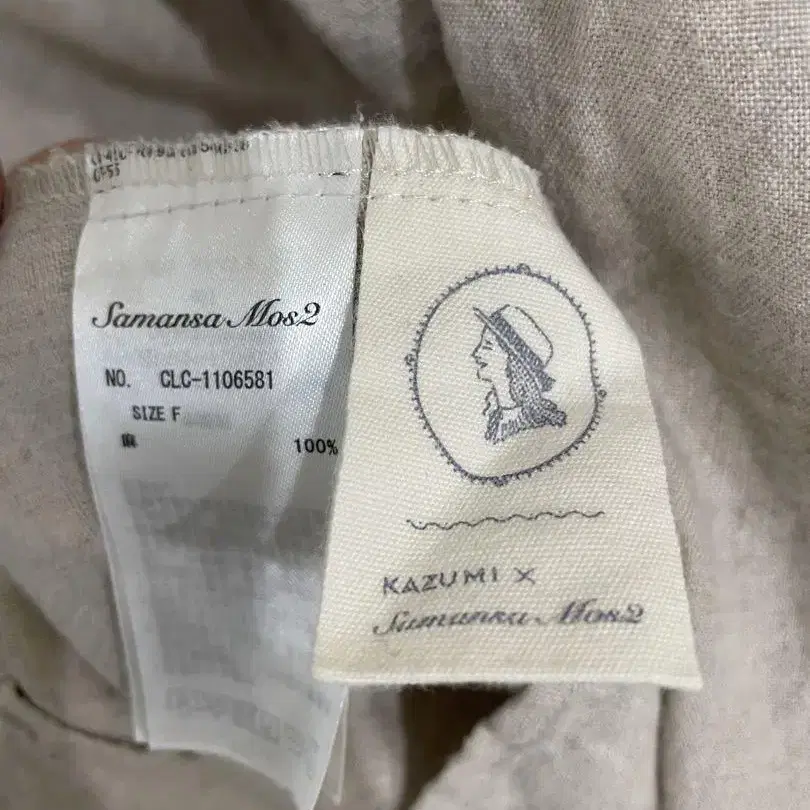 Samansa Mos2
NO. CLC-1106581
SIZE F
麻 100%
KAZUMI ×
Samansa Mos2